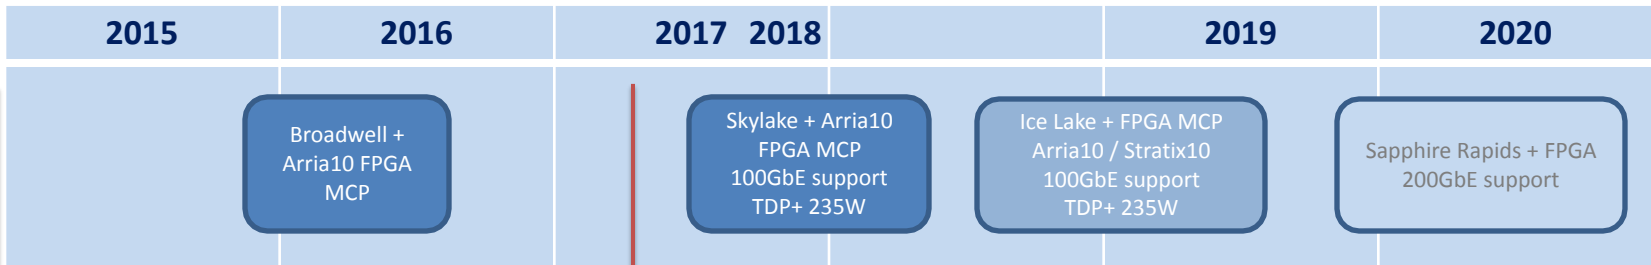 2015 2016 2017 2018 2019 2020
Broadwell +
Arria10 FPGA
MCP
Skylake + Arria10
FPGA MCP
100GbE support
TDP+ 235W
Ice Lake + FPGA MCP
Arria10 / Stratix10
100GbE support
TDP+ 235W
Sapphire Rapids + FPGA
200GbE support